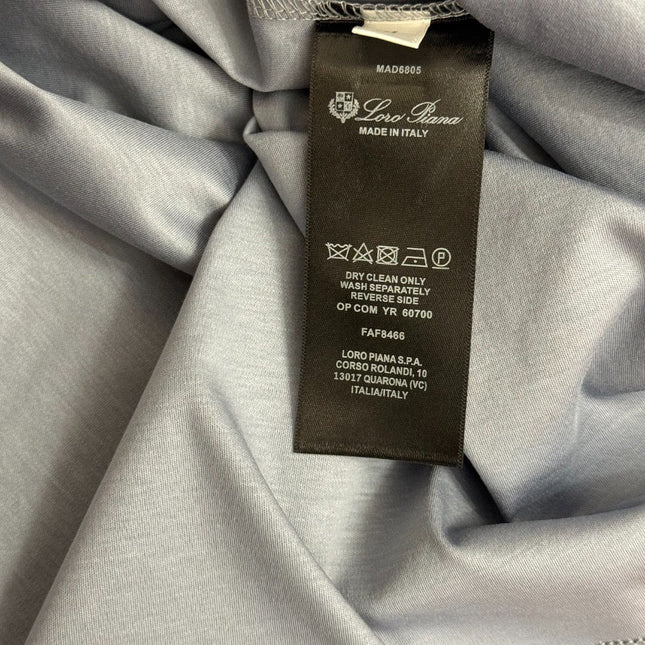 MAD6805
Loro Piana
MADE IN ITALY
P
DRY CLEAN ONLY
WASH SEPARATELY
REVERSE SIDE
OP COM YR 60700
FAF8466
LORO PIANA S.P.A.
CORSO ROLANDI, 10
13017 QUARONA (VC)
ITALIA/ITALY